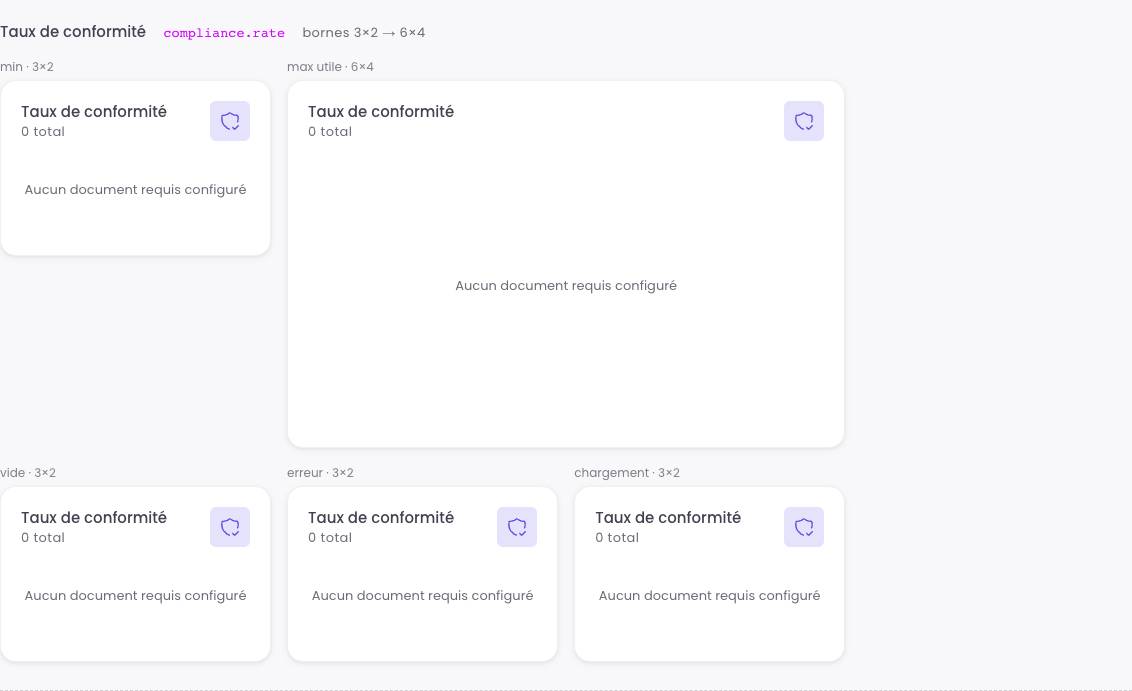 Taux de conformité compliance.rate bornes 3×2 → 6×4
min · 3×2
max utile · 6×4
Taux de conformité
0 total
Aucun document requis configuré
Taux de conformité
0 total
Aucun document requis configuré
vide · 3×2
erreur · 3×2
chargement · 3×2
Taux de conformité
0 total
Aucun document requis configuré
Taux de conformité
0 total
Aucun document requis configuré
Taux de conformité
0 total
Aucun document requis configuré